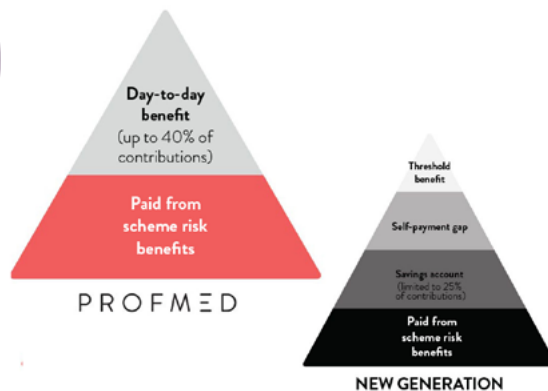 Day-to-day
benefit
(up to 40% of
contributions)
Paid from
scheme risk
benefits
PROFMED
Threshold
benefit
Self-payment gap
Savings account
(limited to 25%
of contributions)
Paid from
scheme risk
benefits
NEW GENERATION